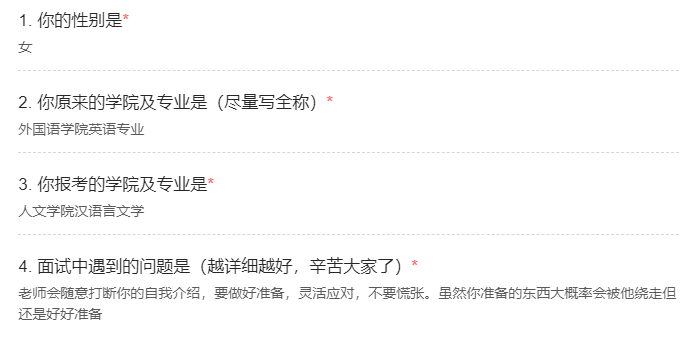 1. 你的性别是*
女
2. 你原来的学院及专业是（尽量写全称）*
外国语学院英语专业
3. 你报考的学院及专业是*
人文学院汉语言文学
4. 面试中遇到的问题是（越详细越好，辛苦大家了）*
老师会随意打断你的自我介绍，要做好准备，灵活应对，不要慌张。虽然你准备的东西大概率会被他绕走但
还是好好准备